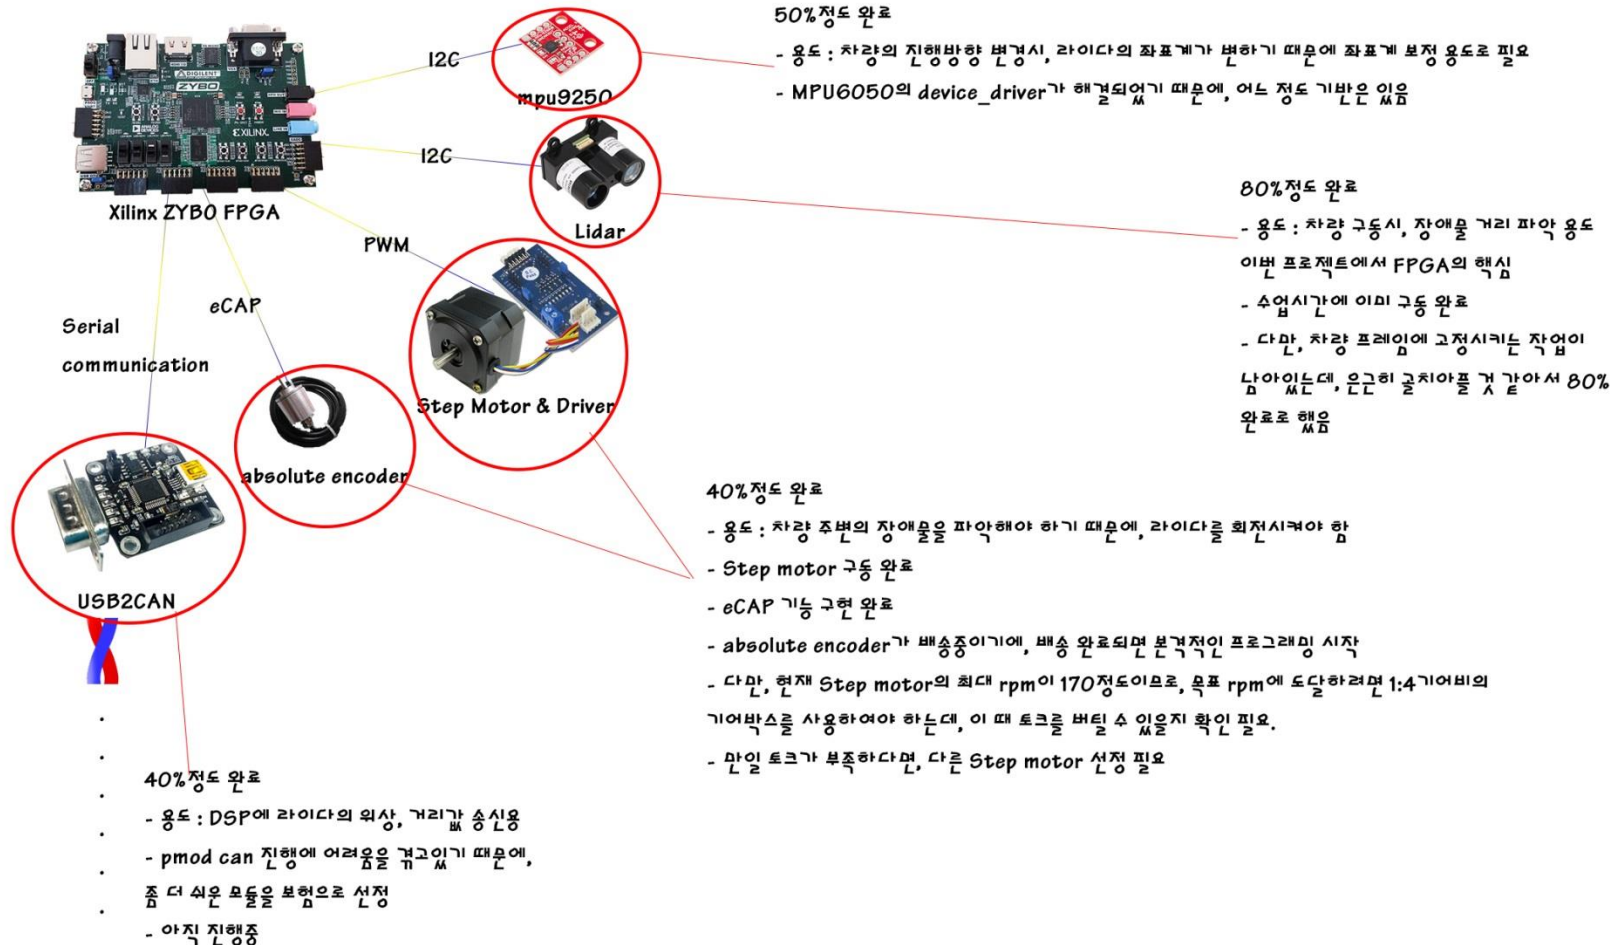 50%정도 완료
- 용도 : 차량의 진행방향 변경시, 라이다의 좌표계가 변하기 때문에 좌표계 보정 용도로 필요
- MPU6050의 device_driver가 해결되었기 때문에, 어느 정도 기반은 있음
I2C
mpu9250
DIGILENT
ZYBO
XILINX
I2C
Xilinx ZYBO FPGA
Lidar
80%정도 완료
- 용도 : 차량 구동시, 장애물 거리 파악 용도
이번 프로젝트에서 FPGA의 핵심
- 수업시간에 이미 구동 완료
- 다만, 차량 프레임에 고정시키는 작업이
남아있는데, 은근히 골치아플 것 같아서 80%
완료로 했음
PWM
eCAP
Serial
communication
Step Motor & Driver
absolute encoder
40%정도 완료
- 용도 : 차량 주변의 장애물을 파악해야 하기 때문에, 라이다를 회전시켜야 함
- Step motor 구동 완료
- eCAP 기능 구현 완료
- absolute encoder가 배송중이기에, 배송 완료되면 본격적인 프로그래밍 시작
- 다만, 현재 Step motor의 최대 rpm이 170정도이므로, 목표 rpm에 도달하려면 1:4기어비의
기어박스를 사용하여야 하는데, 이 때 토크를 버틸 수 있을지 확인 필요.
- 만일 토크가 부족하다면, 다른 Step motor 선정 필요
USB2CAN
40%정도 완료
- 용도 : DSP에 라이다의 위상, 거리값 송신용
- pmod can 진행에 어려움을 겪고있기 때문에,
좀 더 쉬운 모듈을 보험으로 선정
- 아직 진행중